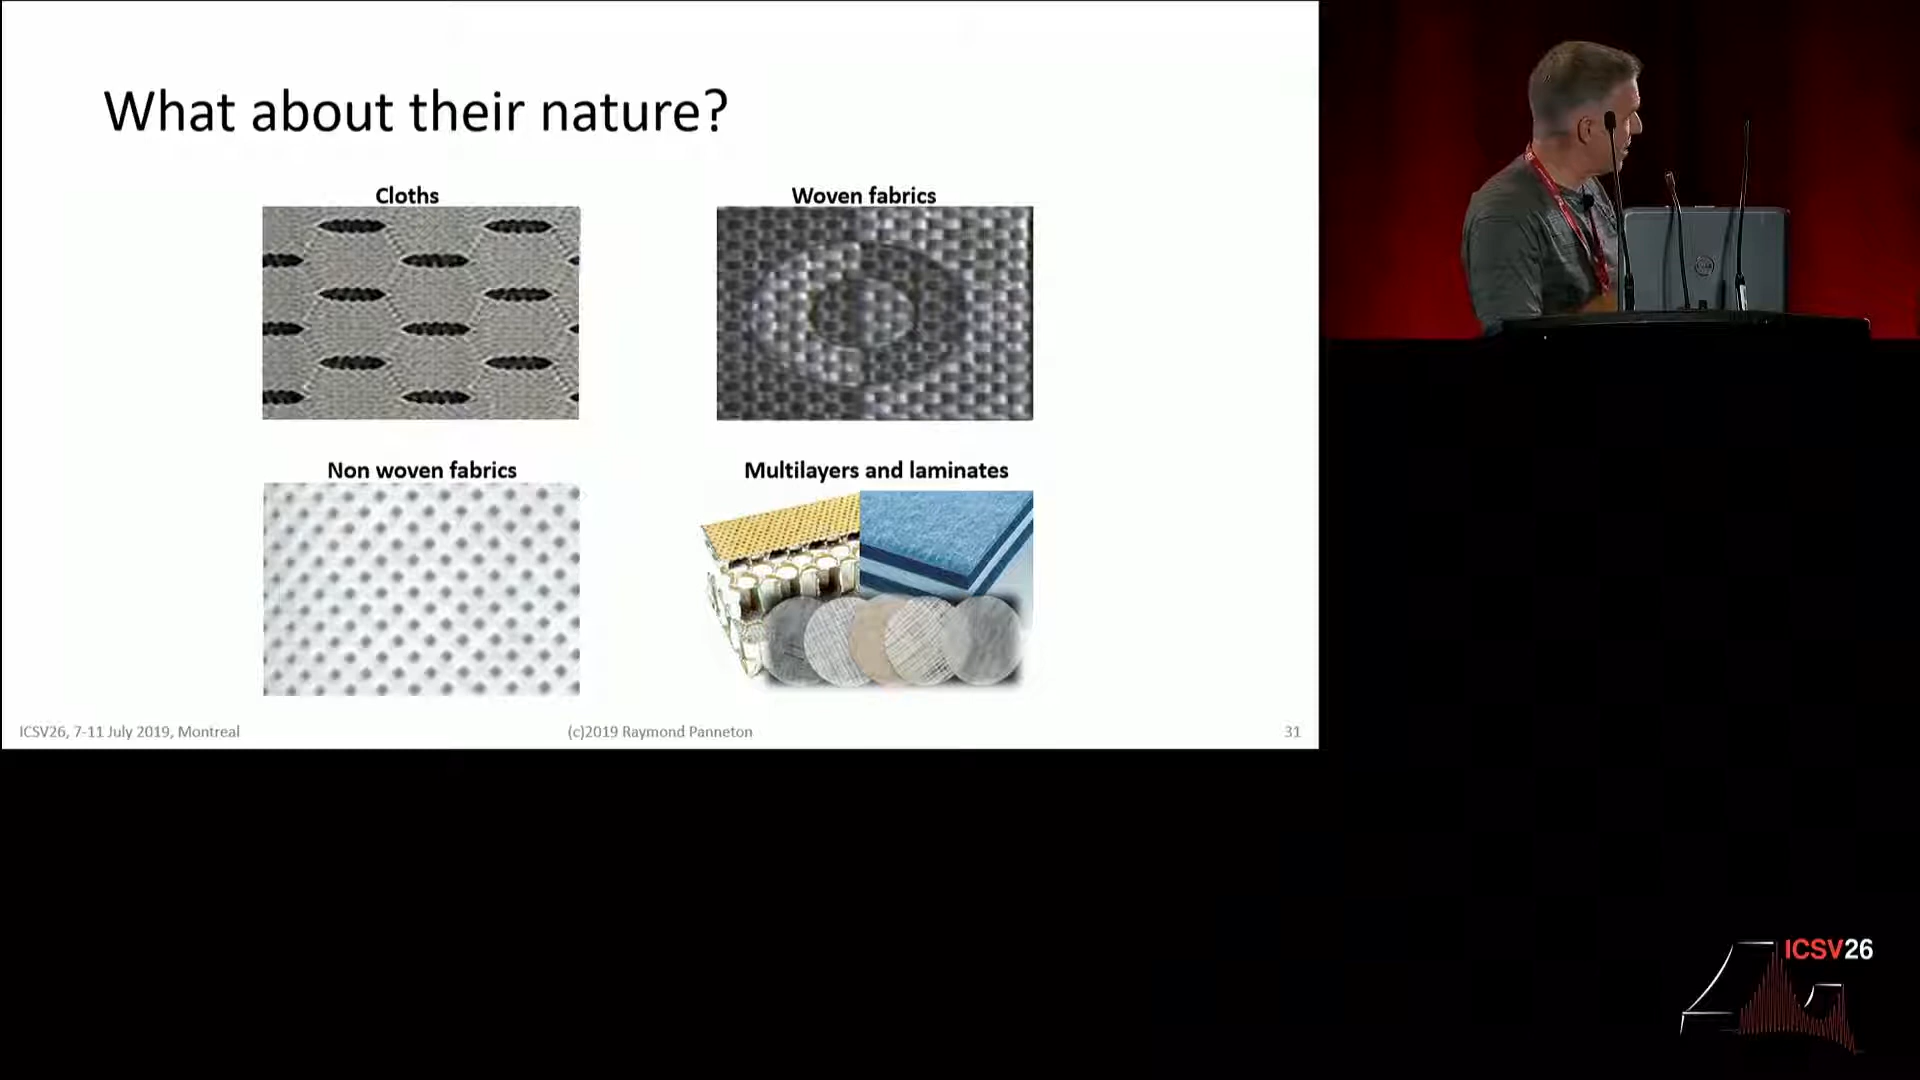 What about their nature?
Cloths
Woven fabrics
Non woven fabrics
Multilayers and laminates
ICSV26, 7-11 July 2019, Montreal
(c)2019 Raymond Panneton
31
ICSV26